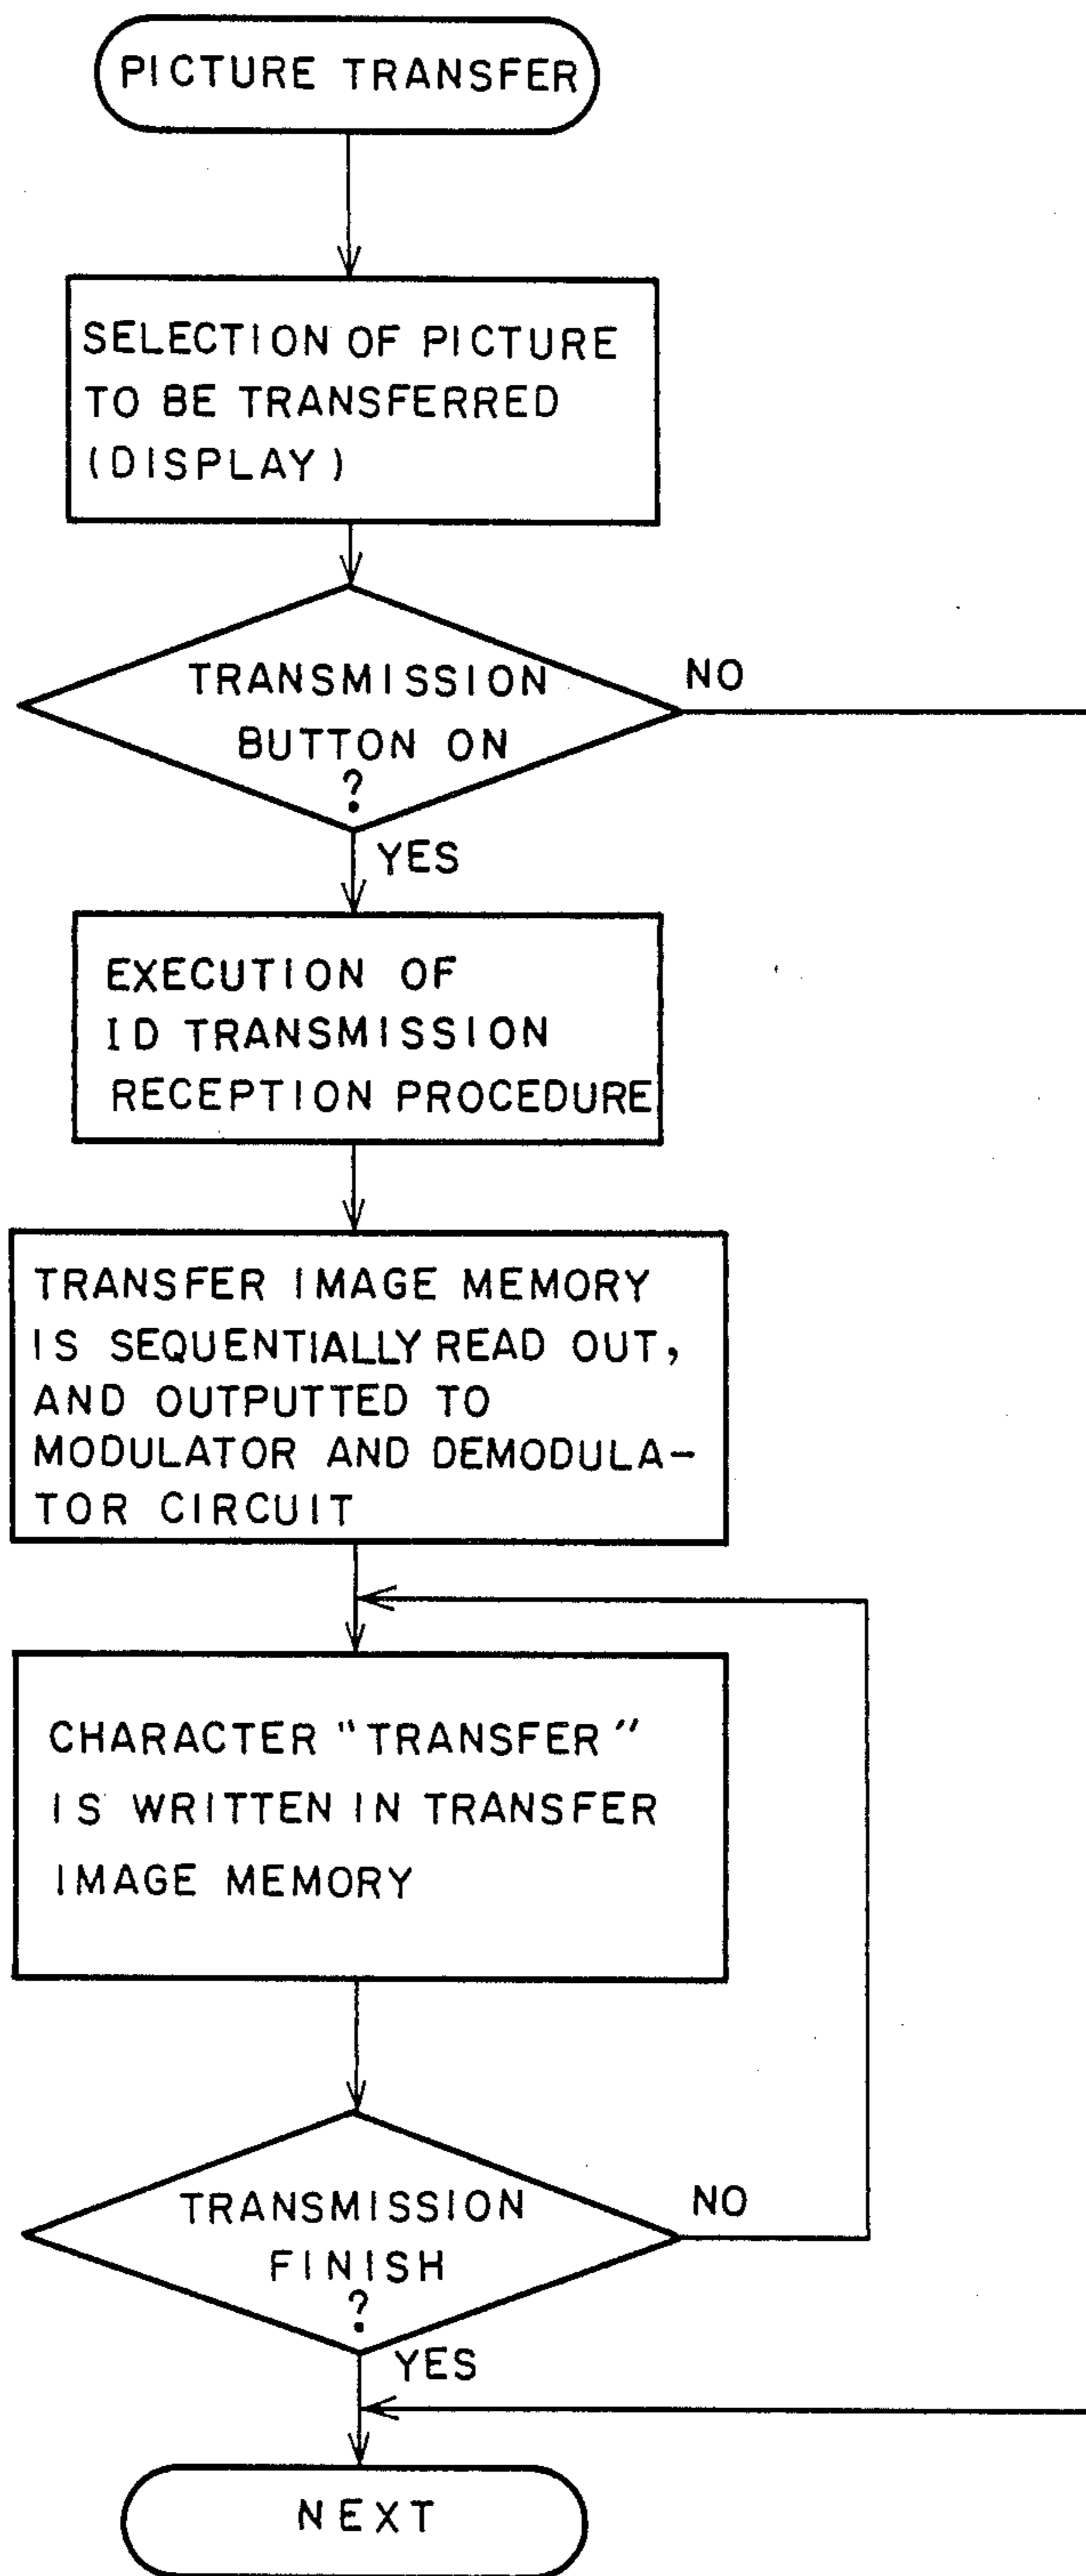 PICTURE TRANSFER
SELECTION OF PICTURE
TO BE TRANSFERRED
(DISPLAY)
TRANSMISSION
BUTTON ON
?
NO
YES
EXECUTION OF
ID TRANSMISSION
RECEPTION PROCEDURE
TRANSFER IMAGE MEMORY
IS SEQUENTIALLY READ OUT,
AND OUTPUTTED TO
MODULATOR AND DEMODULA-
TOR CIRCUIT
CHARACTER "TRANSFER"
IS WRITTEN IN TRANSFER
IMAGE MEMORY
TRANSMISSION
FINISH
?
NO
YES
NEXT